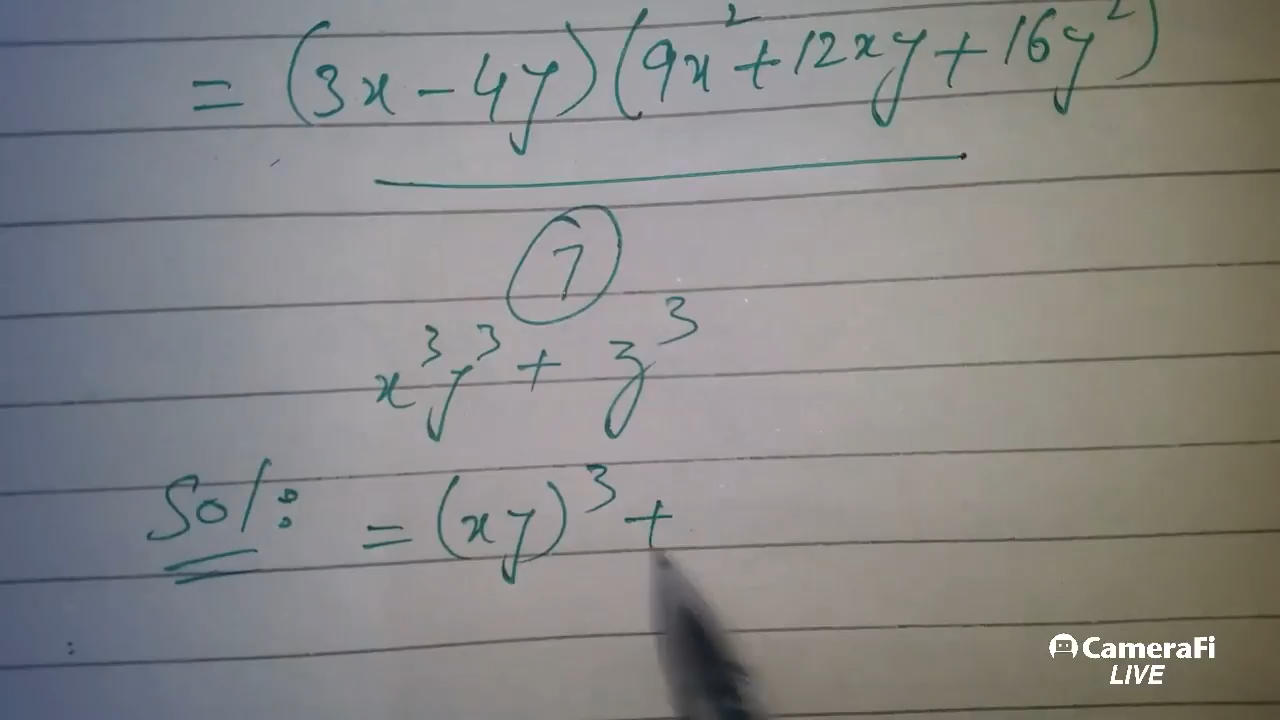 = (3x - 4y)(9x² + 12xy + 16y²)
7
x³y³ + z³
Sol: = (xy)³ +
CameraFi
LIVE